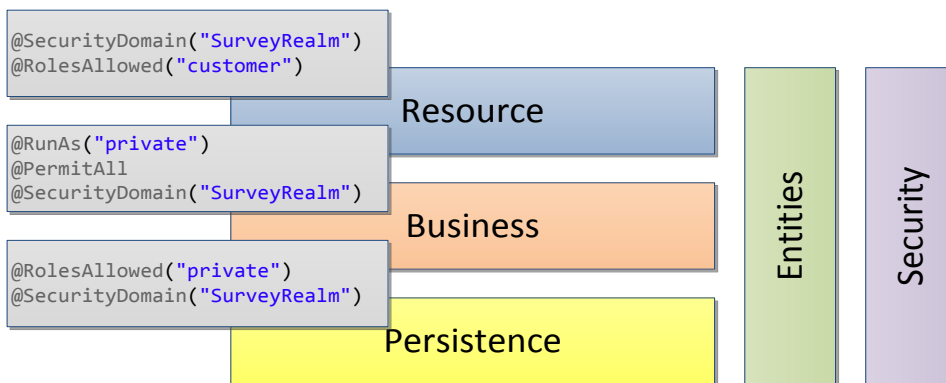 @SecurityDomain("SurveyRealm")
@RolesAllowed("customer")
Resource
@RunAs("private")
@PermitAll
@SecurityDomain("SurveyRealm")
Business
@RolesAllowed("private")
@SecurityDomain("SurveyRealm")
Persistence
Entities
Security